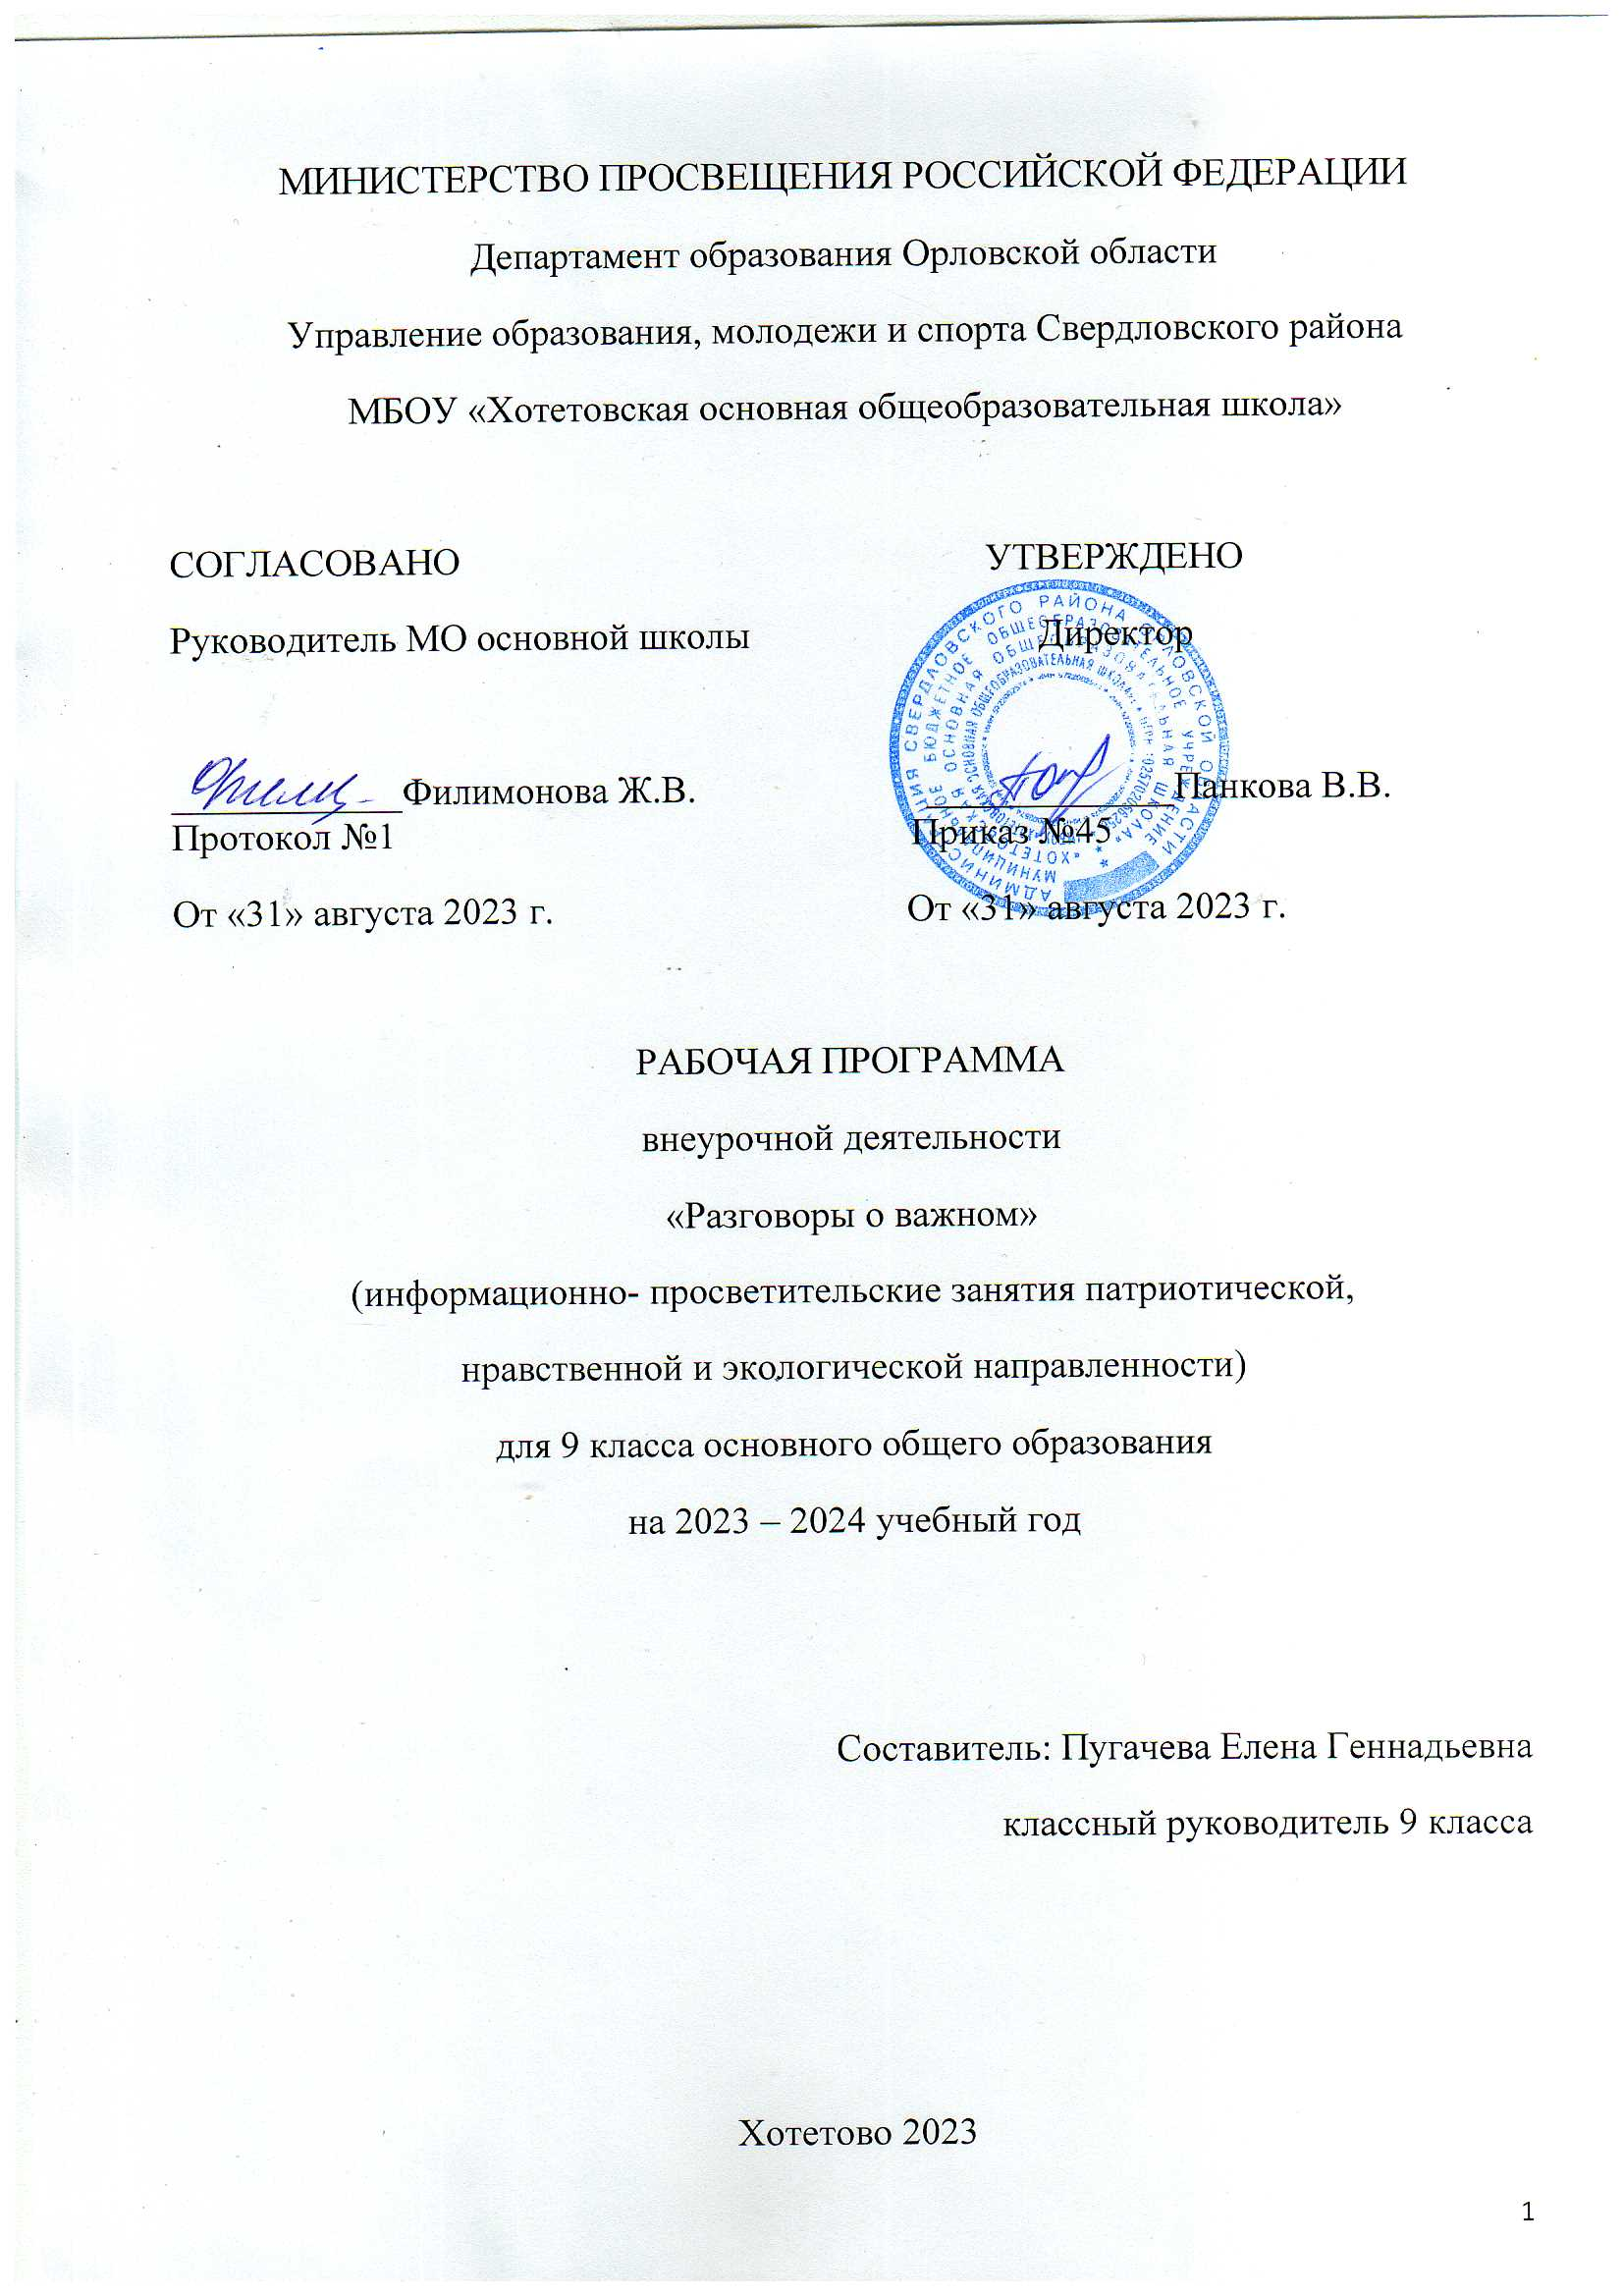 МИНИСТЕРСТВО ПРОСВЕЩЕНИЯ РОССИЙСКОЙ ФЕДЕРАЦИИ
Департамент образования Орловской области
Управление образования, молодежи и спорта Свердловского района
МБОУ «Хотетовская основная общеобразовательная школа»
СОГЛАСОВАНО
Руководитель МО основной школы
Филимонова Ж.В.
Протокол №1
От «31» августа 2023 г.
УТВЕРЖДЕНО
Директор
Панкова В.В.
Приказ №45
От «31» августа 2023 г.
РАБОЧАЯ ПРОГРАММА
внеурочной деятельности
«Разговоры о важном»
(информационно- просветительские занятия патриотической,
нравственной и экологической направленности)
для 9 класса основного общего образования
на 2023 – 2024 учебный год
Составитель: Пугачева Елена Геннадьевна
классный руководитель 9 класса
Хотетово 2023
1